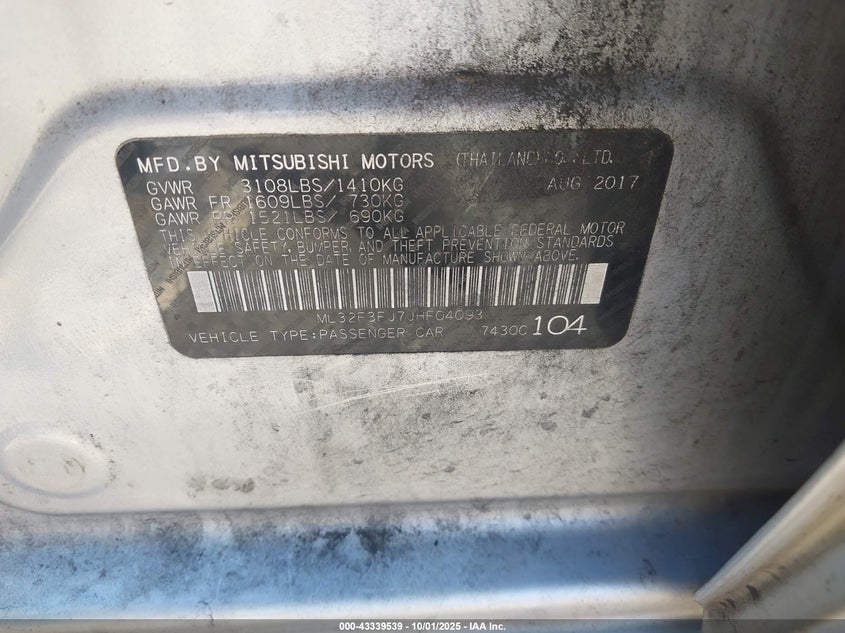 MFD.BY MITSUBISHI MOTORS (THAILAND)CO.,LTD.
GVWR 3108LBS/1410KG AUG 2017
GAWR FR 1609LBS/ 730KG
GAWR RR 1521LBS/ 690KG
THIS VEHICLE CONFORMS TO ALL APPLICABLE FEDERAL MOTOR
VEHICLE SAFETY, BUMPER, AND THEFT PREVENTION STANDARDS
IN EFFECT ON THE DATE OF MANUFACTURE SHOWN ABOVE.
ML32F3FJ7JHF04093
VEHICLE TYPE:PASSENGER CAR 7430C 104
000-43339539 - 10/01/2025 - IAA Inc.